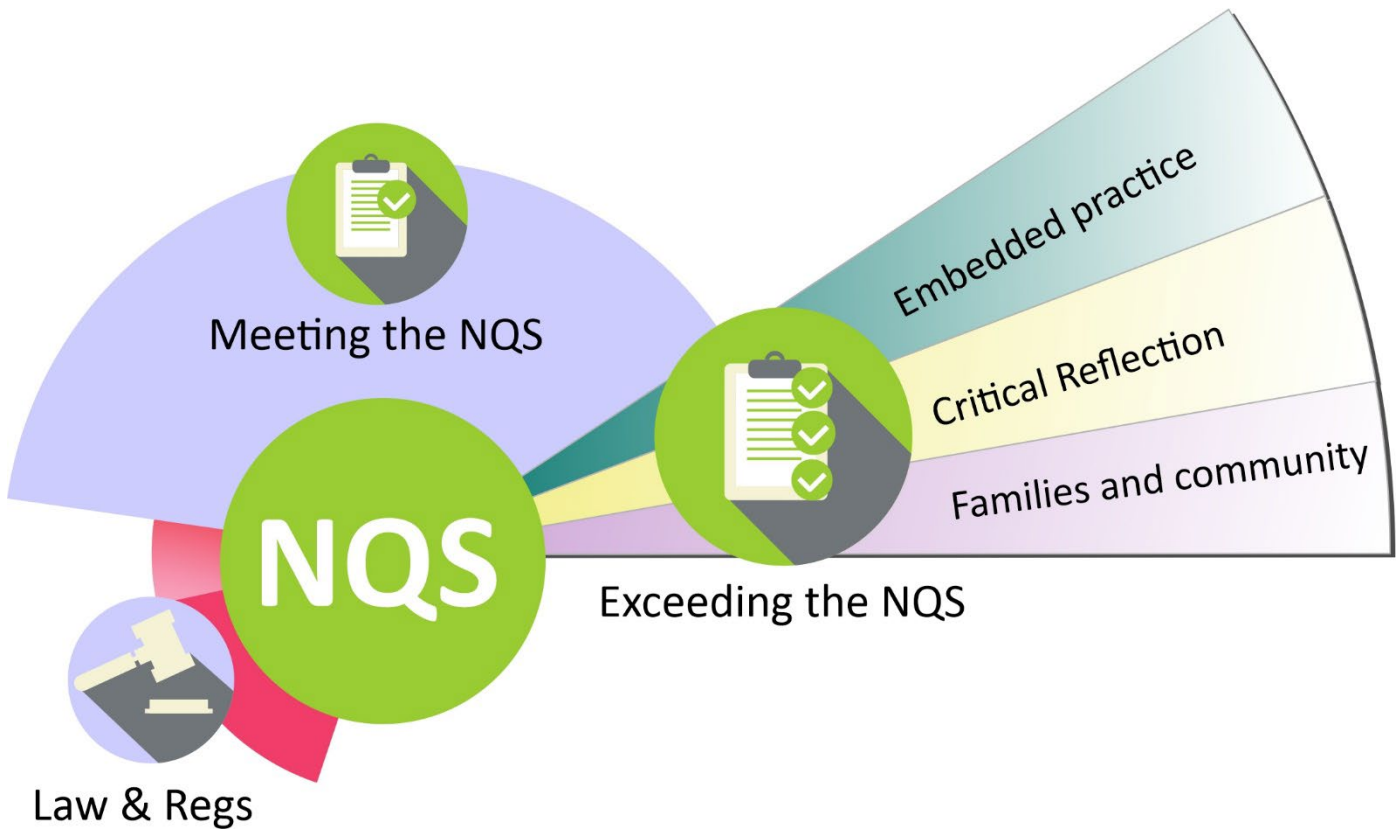 Embedded practice
Meeting the NQS
Critical Reflection
Families and community
NQS
Exceeding the NQS
Law & Regs